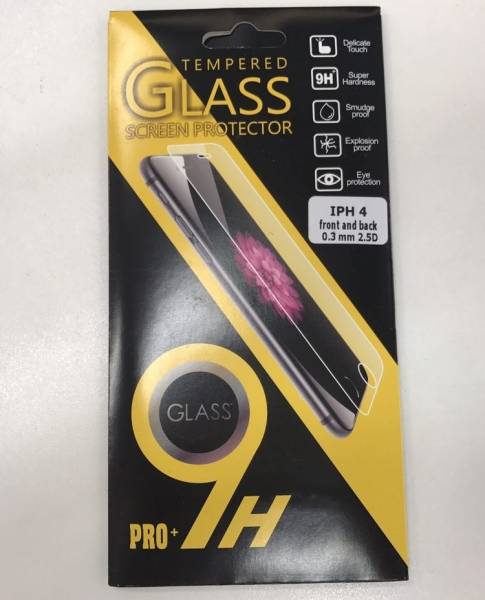 TEMPERED
GLASS
SCREEN PROTECTOR
Delicate
Touch
9H
Super
Hardness
Smudge
proof
Explosion
proof
Eye
protection
IPH 4
front and back
0.3 mm 2.5D
GLASS
PRO+
9H